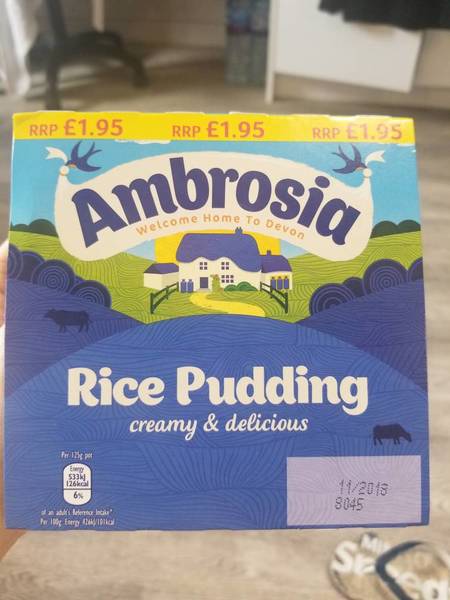 RRP £1.95 RRP £1.95 RRP £1.95
Ambrosia
Welcome Home To Devon
Rice Pudding
creamy & delicious
Per 125g pot
Energy
533kJ
126kcal
6%
of an adult's Reference Intake*
Per 100g: Energy 426kJ/101kcal
11/2018
8045